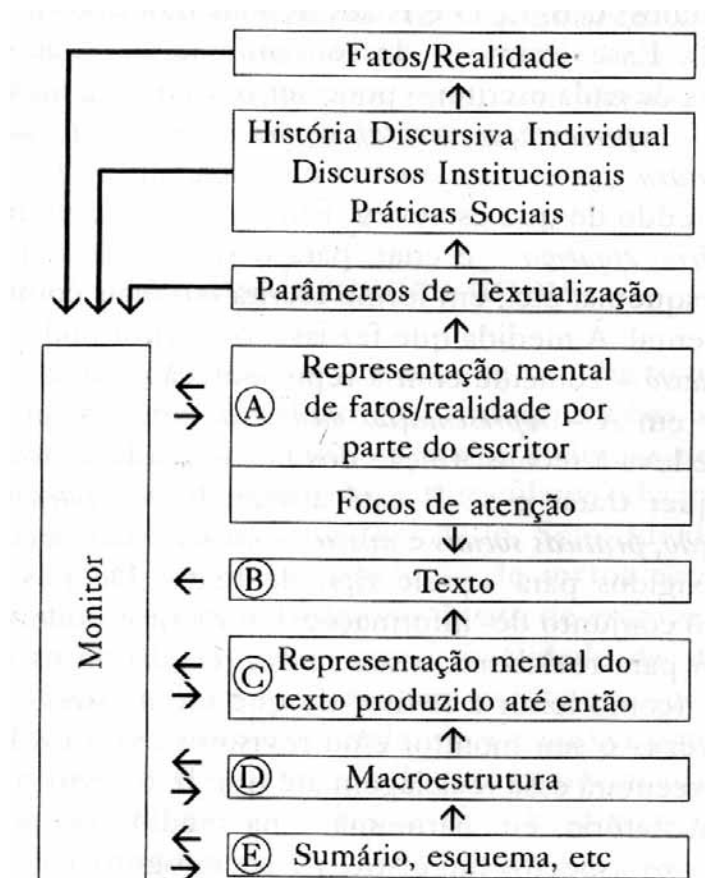 Fatos/Realidade
História Discursiva Individual
Discursos Institucionais
Práticas Sociais
Parâmetros de Textualização
Representação mental
A de fatos/realidade por
parte do escritor
Focos de atenção
B Texto
Monitor
C Representação mental do
texto produzido até então
D Macroestrutura
E Sumário, esquema, etc